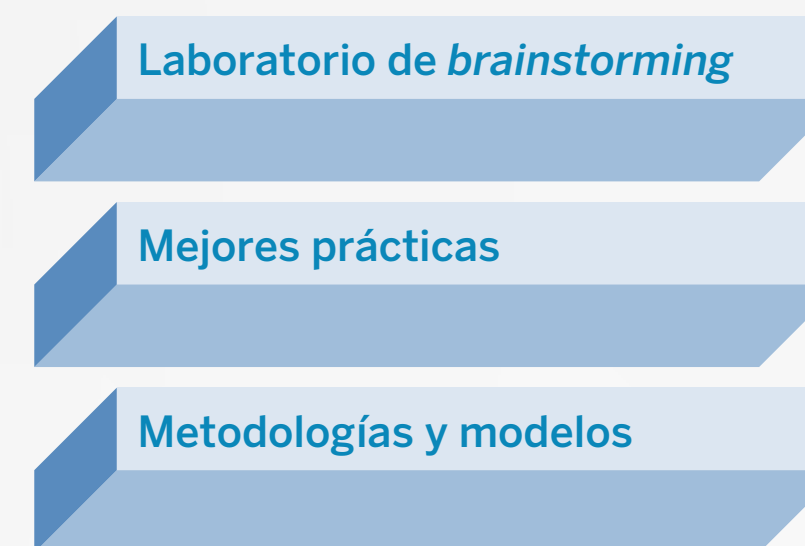 Laboratorio de brainstorming
Mejores prácticas
Metodologías y modelos